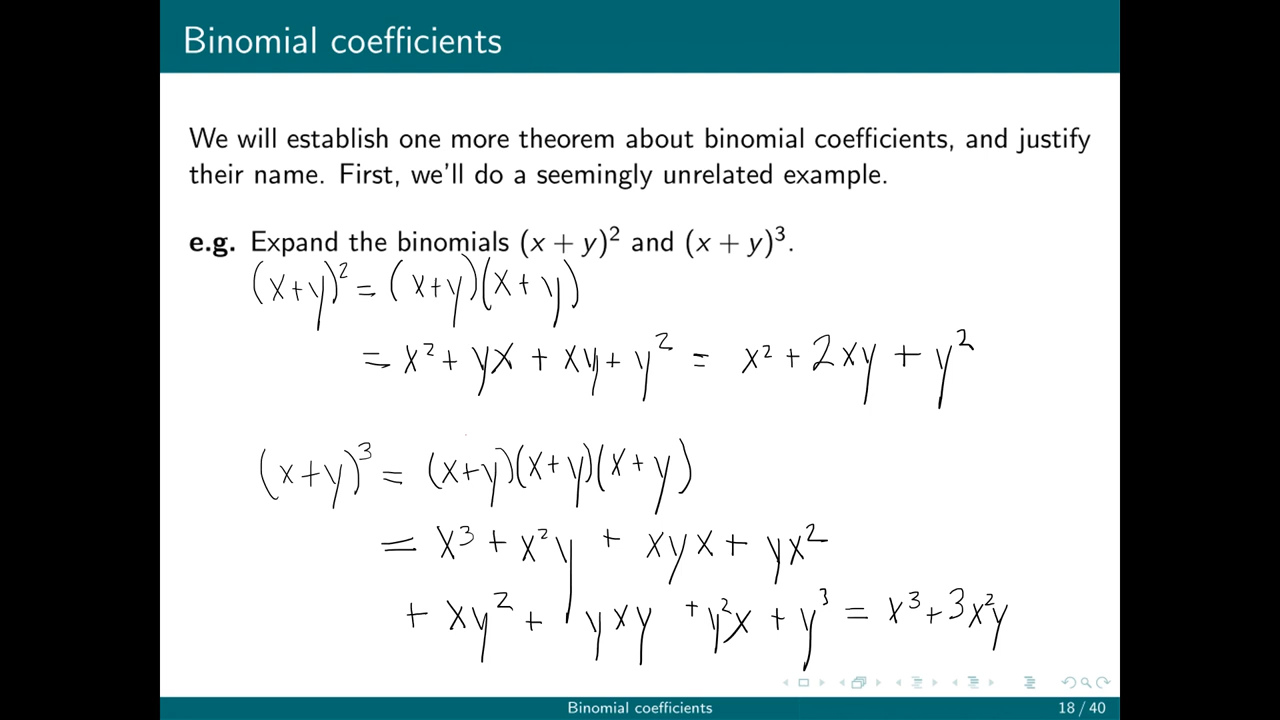 Binomial coefficients
We will establish one more theorem about binomial coefficients, and justify
their name. First, we'll do a seemingly unrelated example.
e.g. Expand the binomials (x + y)² and (x + y)³.
(x+y)² = (x+y)(x+y)
= x² + yx + xy + y² = x² + 2xy + y²
(x+y)³ = (x+y)(x+y)(x+y)
= x³ + x²y + xyx + yx²
+ xy² + yxy + y²x + y³ = x³ + 3x²y
Binomial coefficients 18 / 40